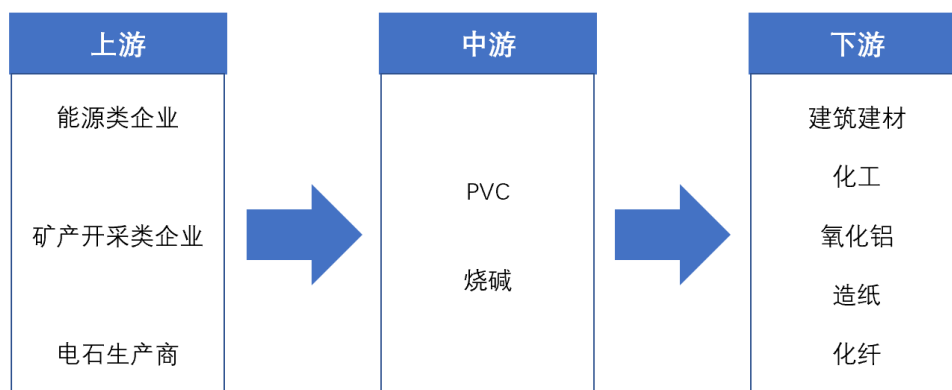 上游
能源类企业
矿产开采类企业
电石生产商
中游
PVC
烧碱
下游
建筑建材
化工
氧化铝
造纸
化纤